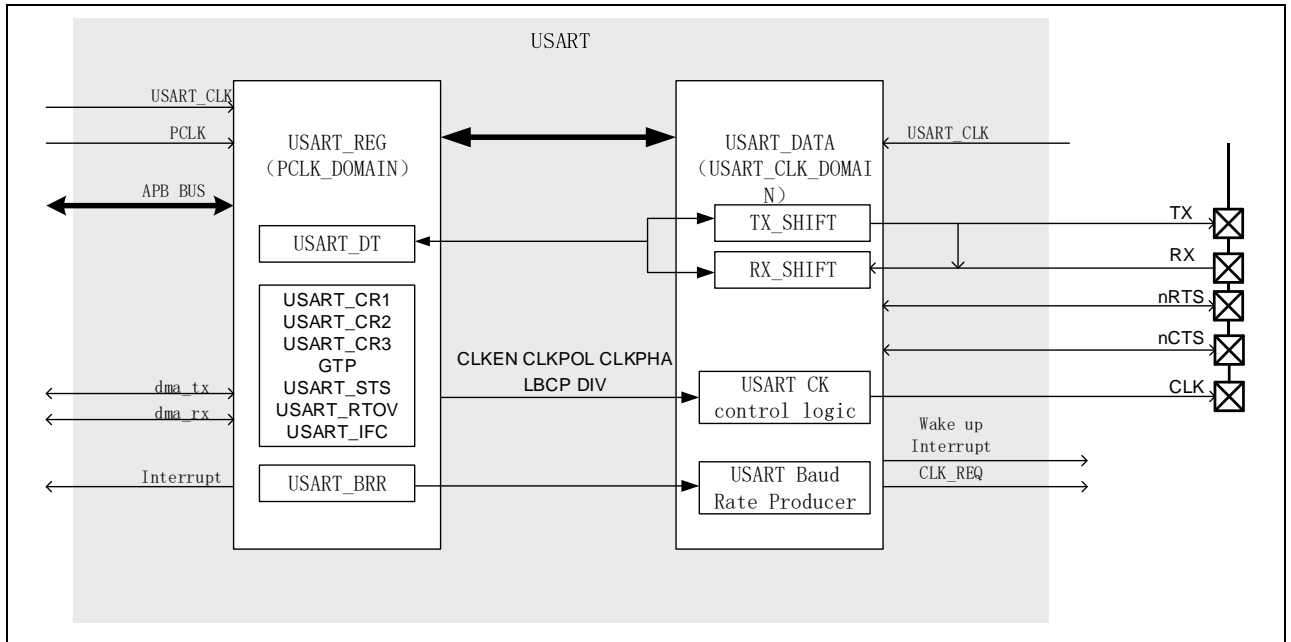 USART
USART_CLK
PCLK
APB BUS
USART_REG
(PCLK_DOMAIN)
USART_DT
USART_CR1
USART_CR2
USART_CR3
GTP
USART_STS
USART_RTOV
USART_IFC
dma_tx
dma_rx
Interrupt
USART_BRR
CLKEN CLKPOL CLKPHA
LBCP DIV
USART_DATA
(USART_CLK_DOMAI
N)
TX_SHIFT
RX_SHIFT
USART CK
control logic
USART Baud
Rate Producer
USART_CLK
TX
RX
nRTS
nCTS
CLK
Wake up
Interrupt
CLK_REQ